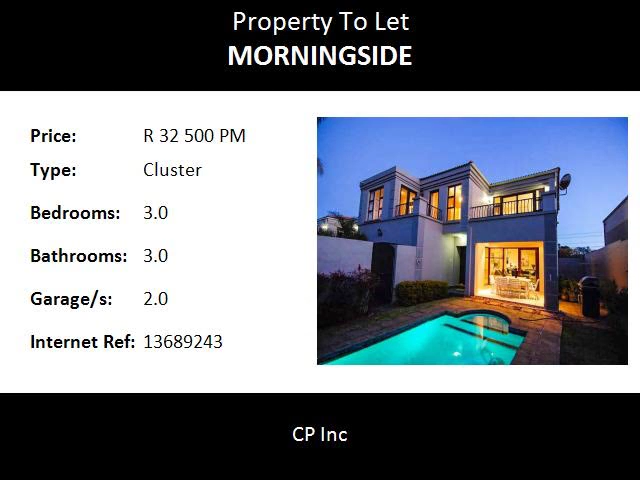 Property To Let
MORNINGSIDE
Price: R 32 500 PM
Type: Cluster
Bedrooms: 3.0
Bathrooms: 3.0
Garage/s: 2.0
Internet Ref: 13689243
CP Inc